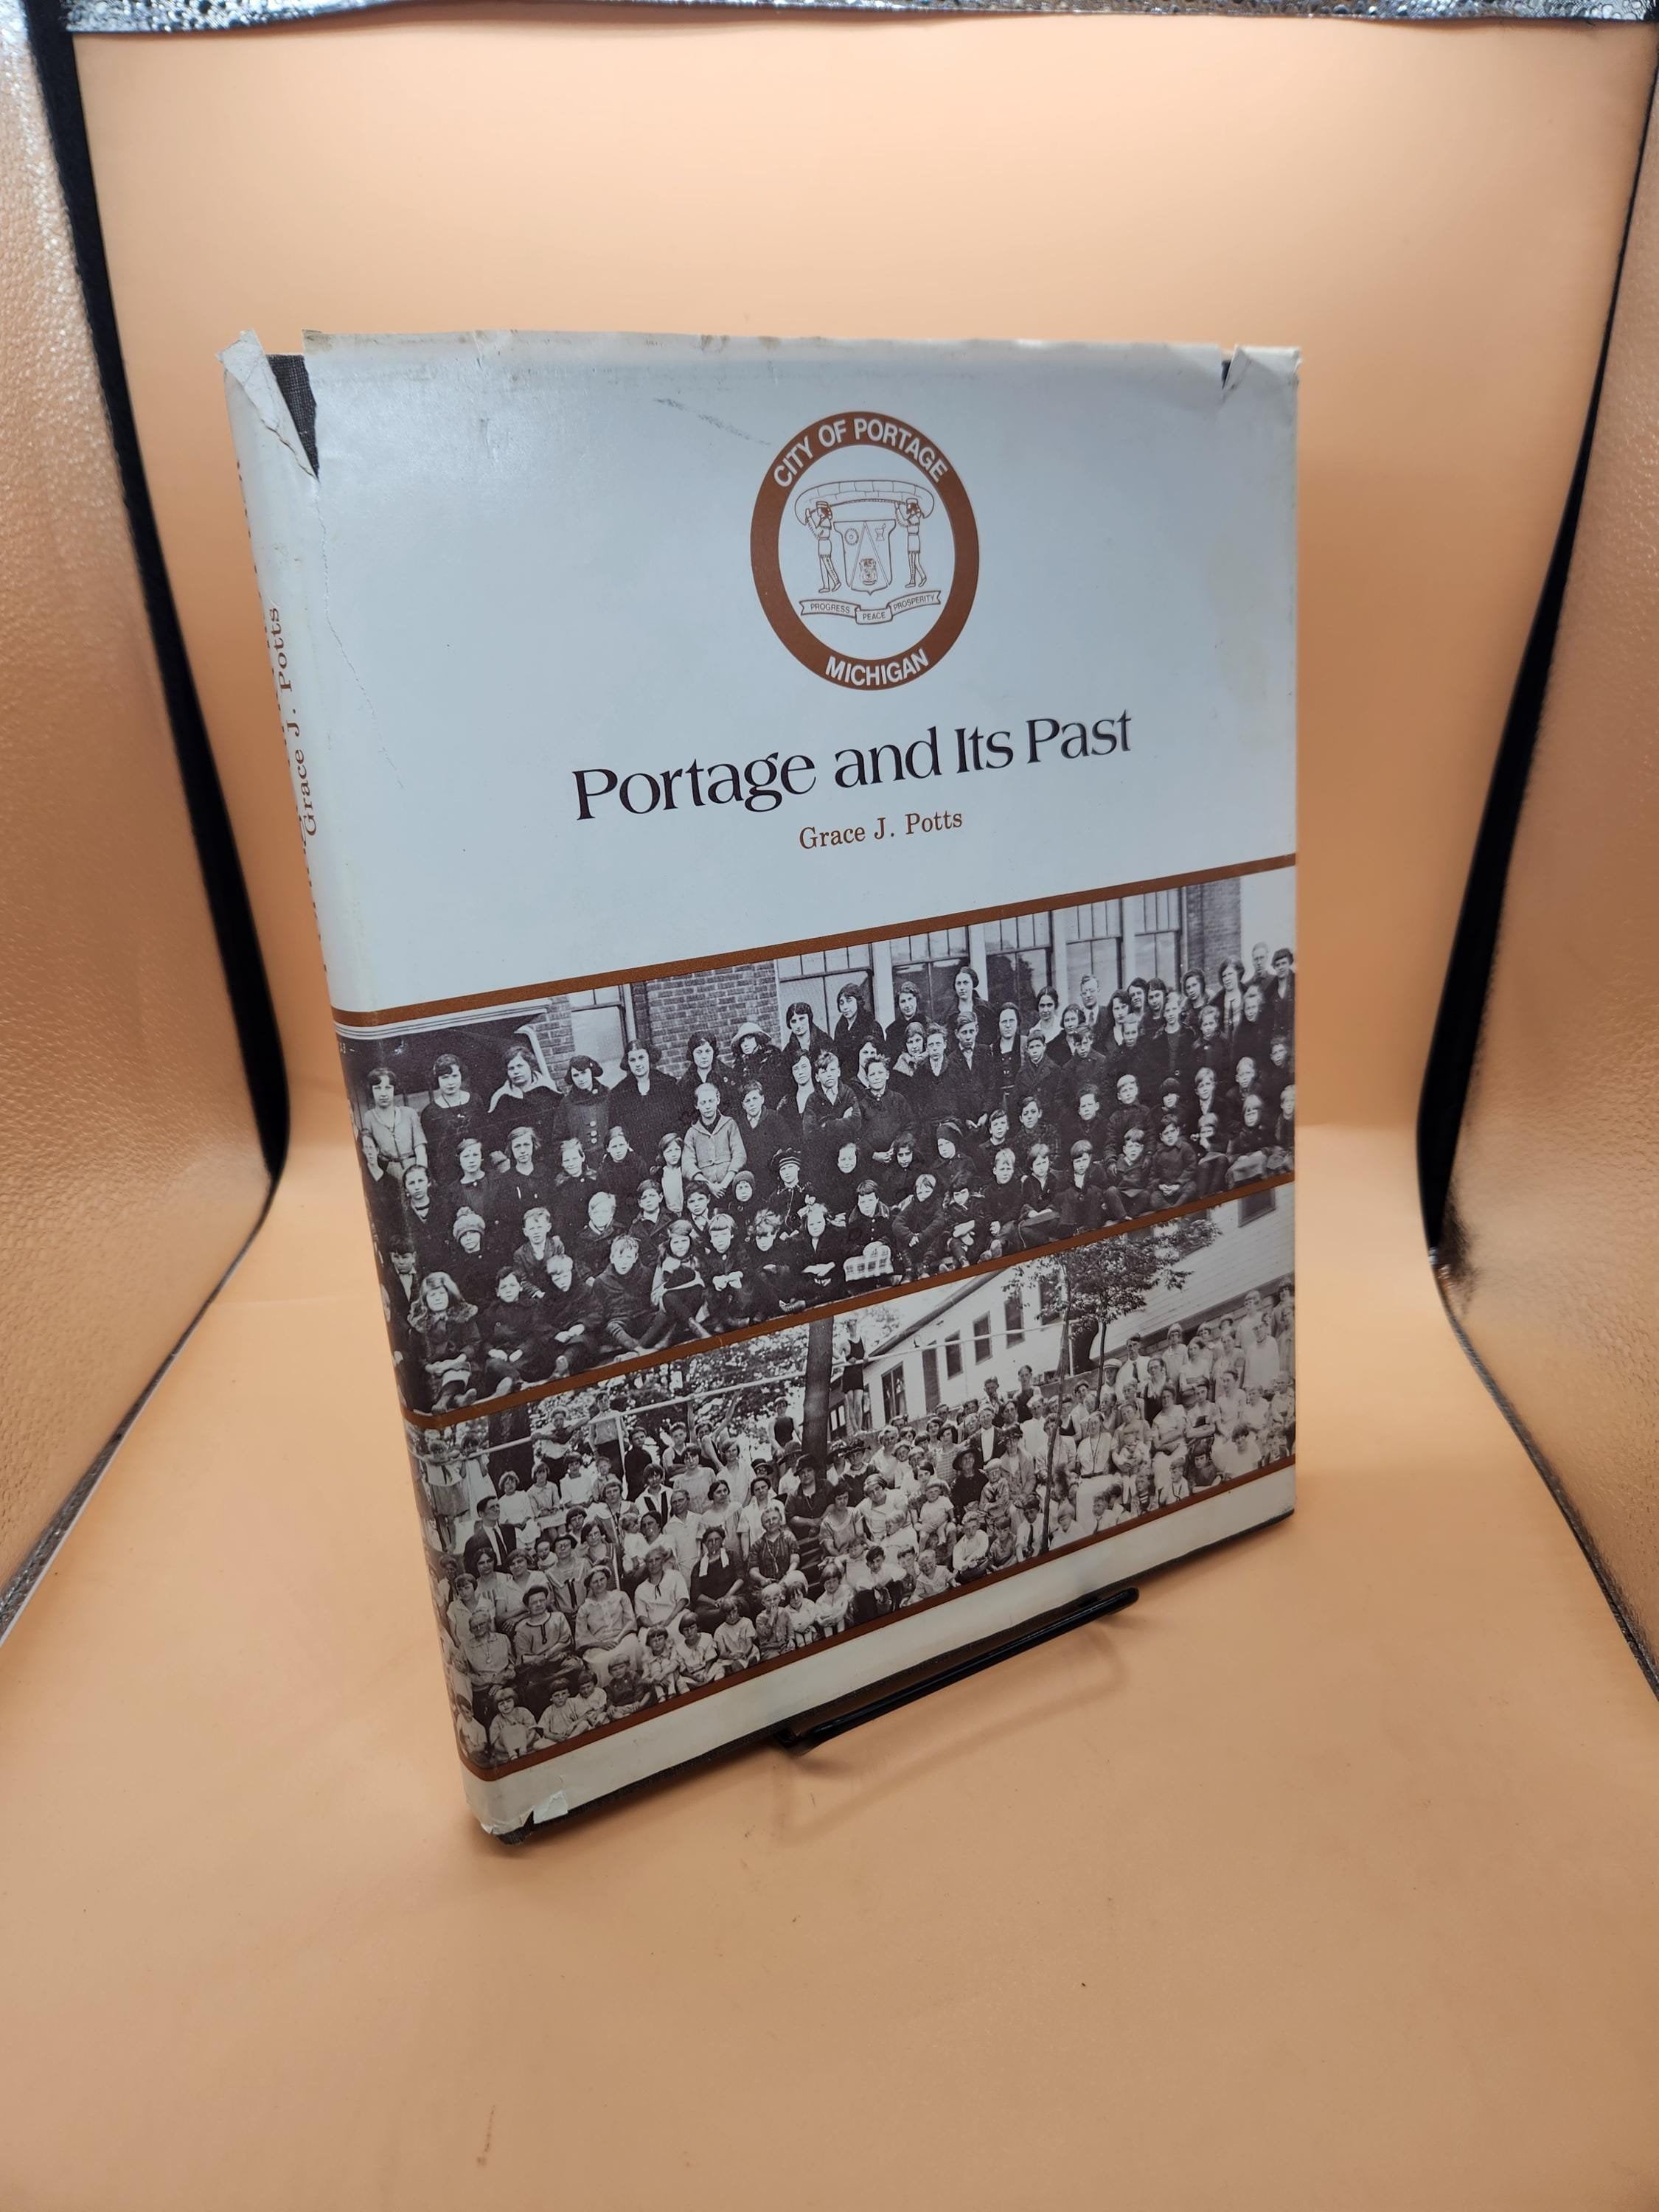 CITY OF PORTAGE
PROGRESS PEACE PROSPERITY
MICHIGAN
Portage and Its Past
Grace J. Potts
Grace J. Potts